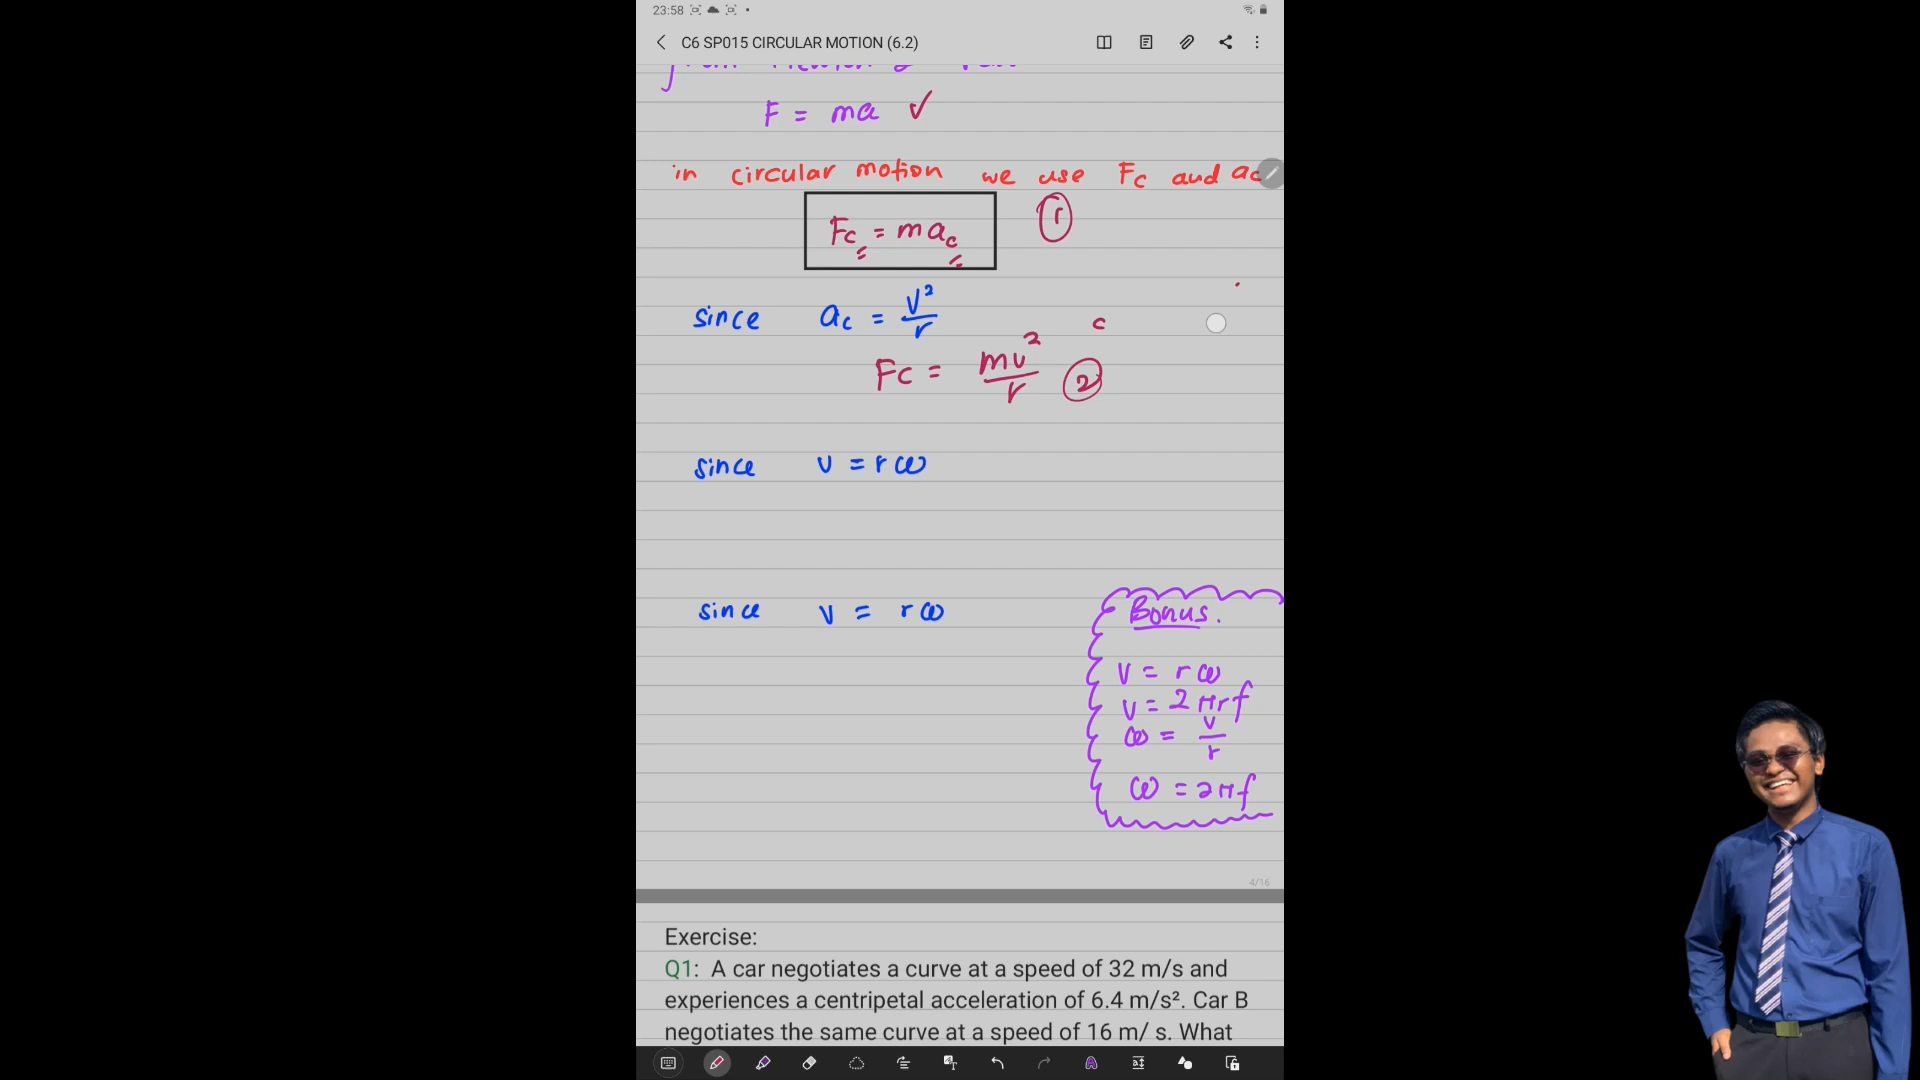 23:58
C6 SP015 CIRCULAR MOTION (6.2)
F = ma ✓
in circular motion we use Fc and ac
Fc = mac ①
since ac = v²/r
c
Fc = mv²/r ②
since v = rω
since v = rω
Bonus.
v = rω
v = 2πrf
ω = v/r
ω = 2πf
4/16
Exercise:
Q1: A car negotiates a curve at a speed of 32 m/s and
experiences a centripetal acceleration of 6.4 m/s². Car B
negotiates the same curve at a speed of 16 m/ s. What